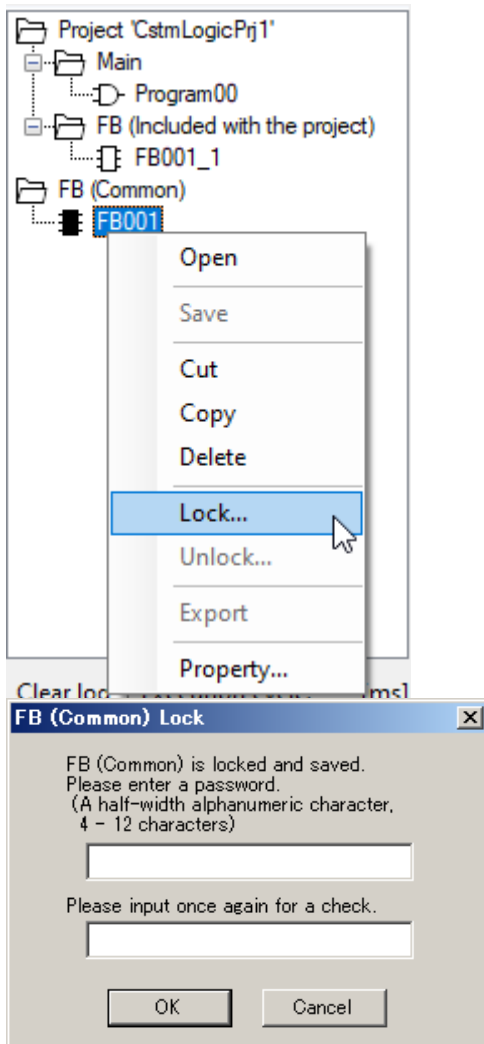 Project 'CstmLogicPrj1'
Main
Program00
FB (Included with the project)
FB001_1
FB (Common)
FB001
Open
Save
Cut
Copy
Delete
Lock...
Unlock...
Export
Property...
Clear log
FB (Common) Lock
FB (Common) is locked and saved.
Please enter a password.
(A half-width alphanumeric character,
4 - 12 characters)
Please input once again for a check.
OK
Cancel